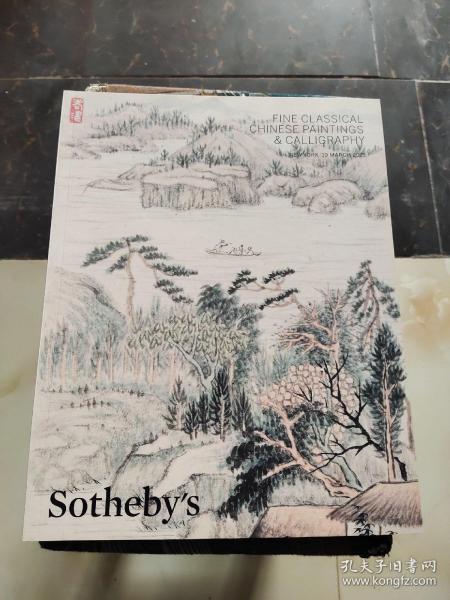 FINE CLASSICAL
CHINESE PAINTINGS
& CALLIGRAPHY
NEW YORK 19 MARCH
Sotheby's
孔夫子旧书网
www.kongfz.com